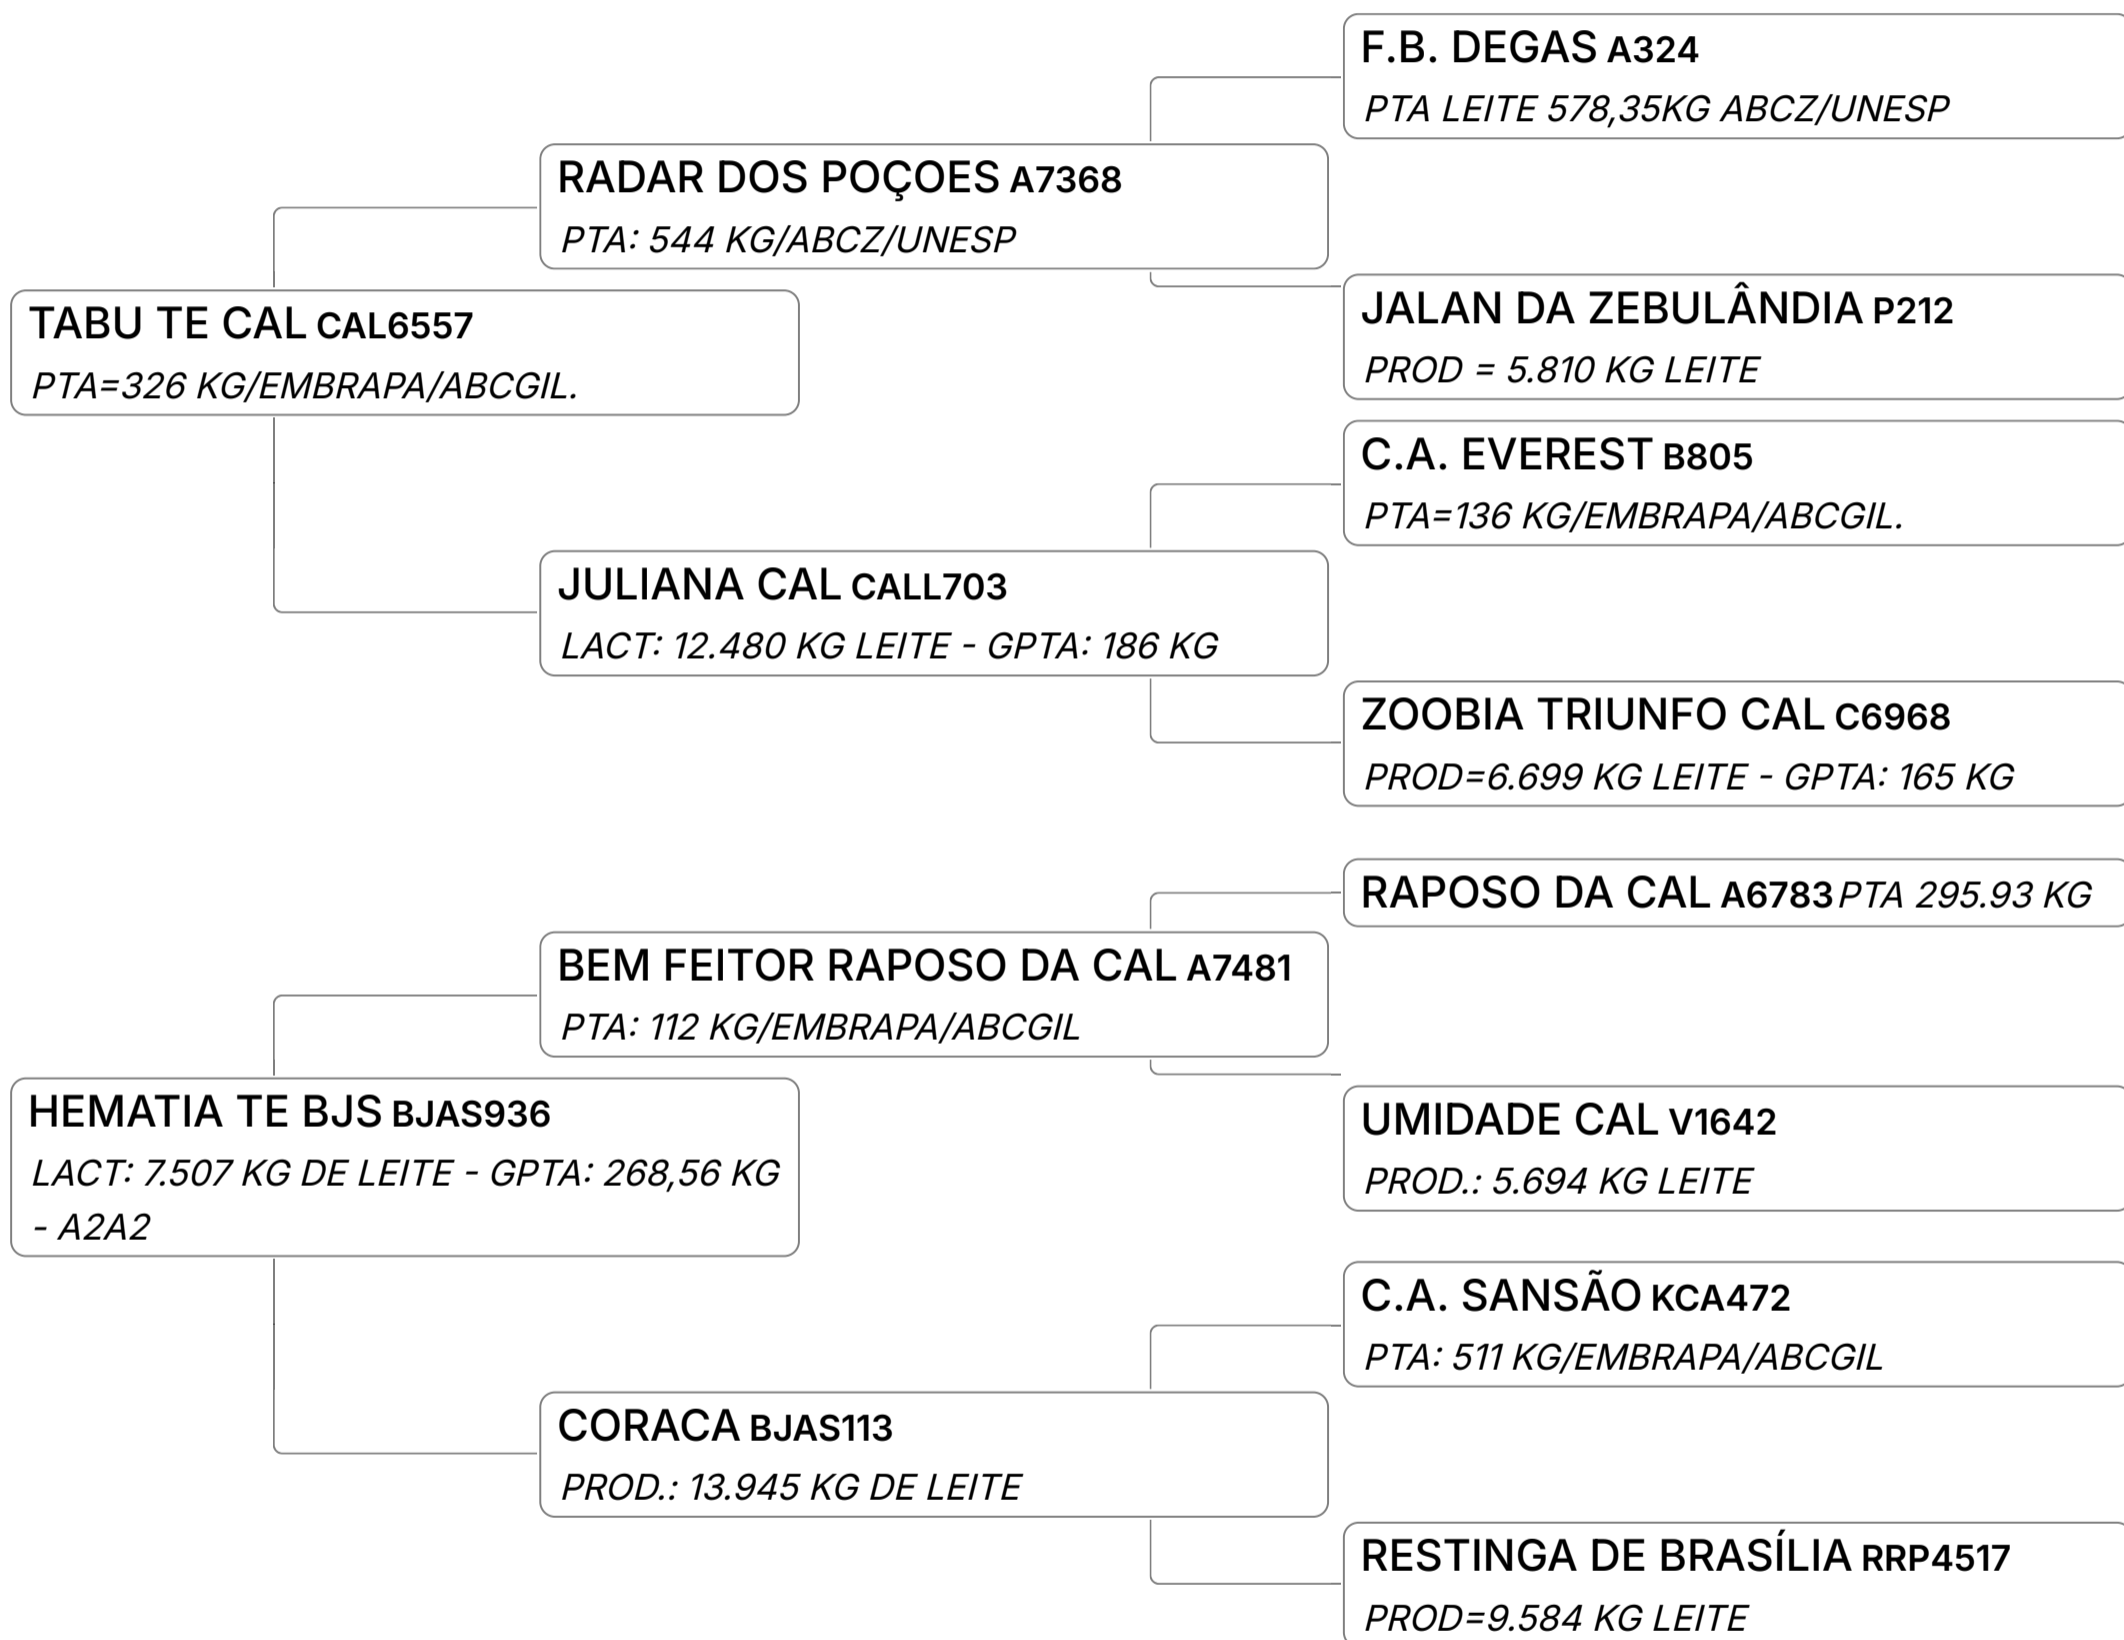 F.B. DEGAS A324
PTA LEITE 578,35KG ABCZ/UNESP
RADAR DOS POÇOES A7368
PTA: 544 KG/ABCZ/UNESP
JALAN DA ZEBULÂNDIA P212
PROD = 5.810 KG LEITE
TABU TE CAL CAL6557
PTA=326 KG/EMBRAPA/ABCGIL.
C.A. EVEREST B805
PTA=136 KG/EMBRAPA/ABCGIL.
JULIANA CAL CALL703
LACT: 12.480 KG LEITE - GPTA: 186 KG
ZOOBIA TRIUNFO CAL C6968
PROD=6.699 KG LEITE - GPTA: 165 KG
RAPOSO DA CAL A6783 PTA 295.93 KG
BEM FEITOR RAPOSO DA CAL A7481
PTA: 112 KG/EMBRAPA/ABCGIL
UMIDADE CAL V1642
PROD.: 5.694 KG LEITE
HEMATIA TE BJS BJAS936
LACT: 7.507 KG DE LEITE - GPTA: 268,56 KG
- A2A2
C.A. SANSÃO KCA472
PTA: 511 KG/EMBRAPA/ABCGIL
CORACA BJAS113
PROD.: 13.945 KG DE LEITE
RESTINGA DE BRASÍLIA RRP4517
PROD=9.584 KG LEITE